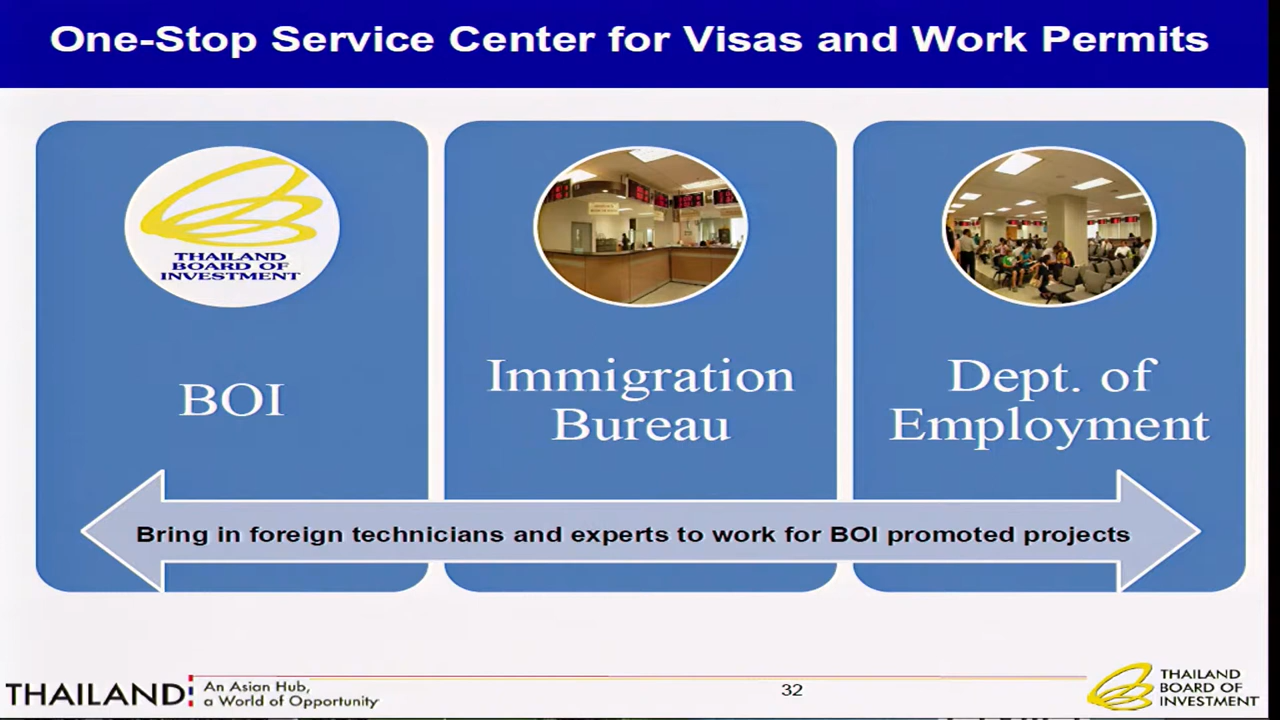 One-Stop Service Center for Visas and Work Permits
THAILAND
BOARD OF
INVESTMENT
BOI
Immigration
Bureau
Dept. of
Employment
Bring in foreign technicians and experts to work for BOI promoted projects
THAILAND:
An Asian Hub,
a World of Opportunity
32
THAILAND
BOARD OF
INVESTMENT